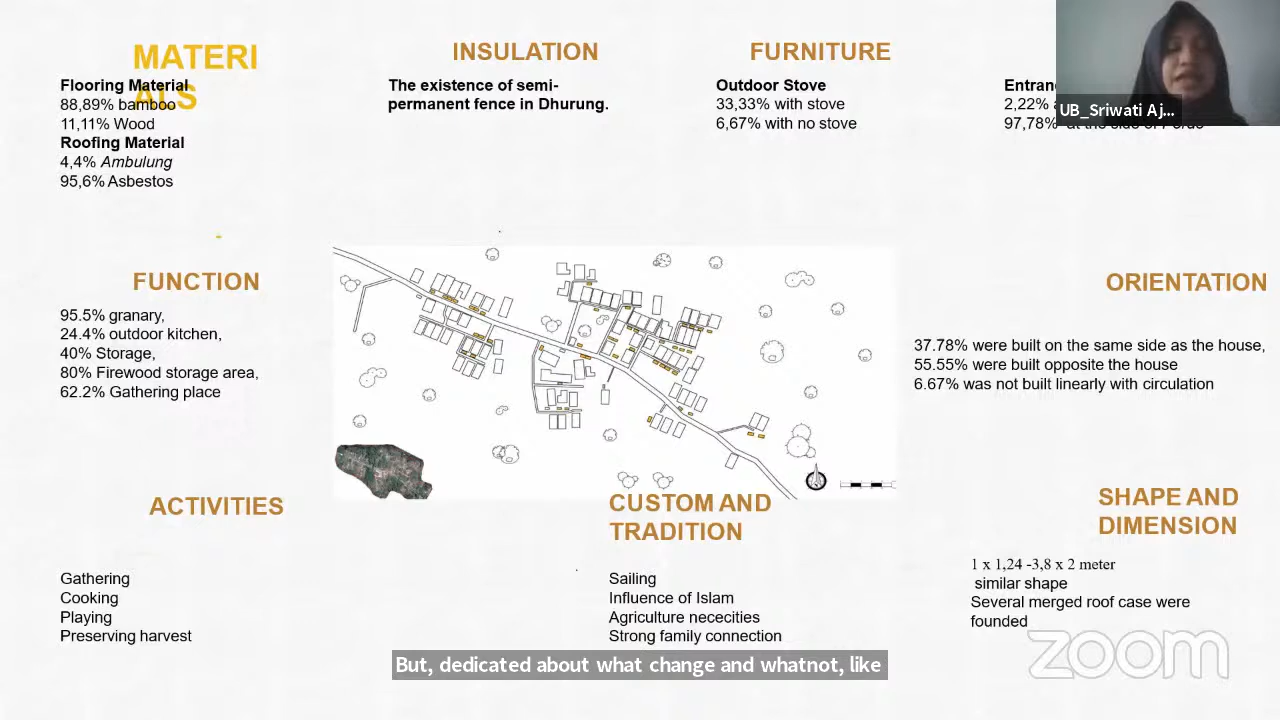 MATERI
ALS
Flooring Material
88,89% bamboo
11,11% Wood
Roofing Material
4,4% Ambulung
95,6% Asbestos
INSULATION
The existence of semi-
permanent fence in Dhurung.
FURNITURE
Outdoor Stove
33,33% with stove
6,67% with no stove
2,22%
97,78%
UB_Sriwati Aj...
FUNCTION
95.5% granary,
24.4% outdoor kitchen,
40% Storage,
80% Firewood storage area,
62.2% Gathering place
ORIENTATION
37.78% were built on the same side as the house,
55.55% were built opposite the house
6.67% was not built linearly with circulation
ACTIVITIES
Gathering
Cooking
Playing
Preserving harvest
CUSTOM AND
TRADITION
Sailing
Influence of Islam
Agriculture nececities
Strong family connection
SHAPE AND
DIMENSION
1 x 1,24 -3,8 x 2 meter
similar shape
Several merged roof case were
founded
zoom
But, dedicated about what change and whatnot, like